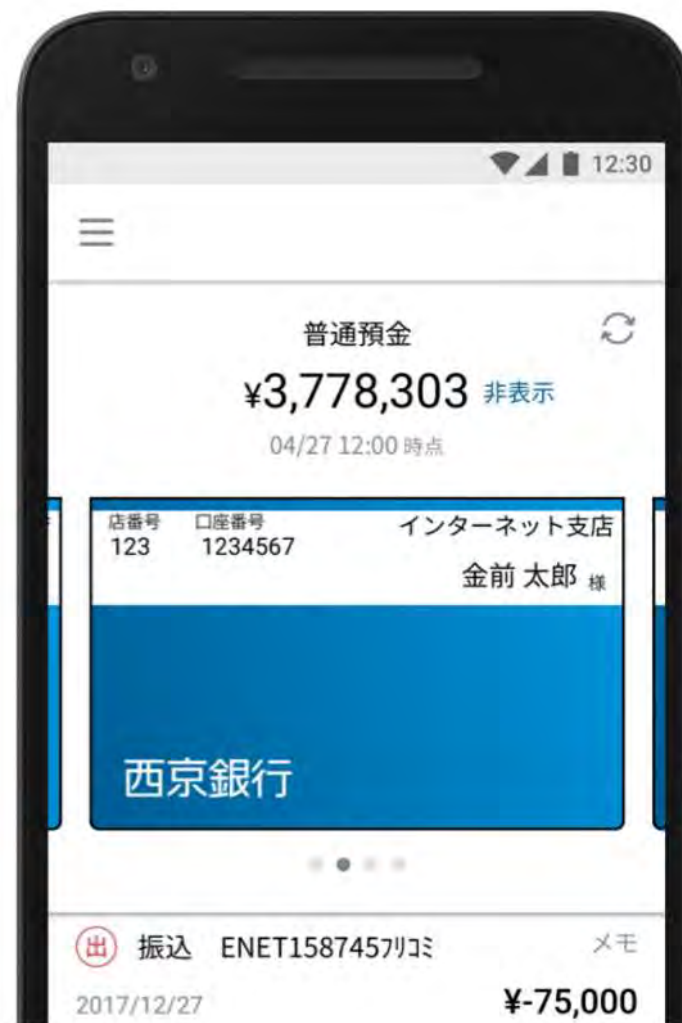 12:30
普通預金
¥3,778,303 非表示
04/27 12:00 時点
店番号 口座番号 インターネット支店
123 1234567
金前 太郎 様
西京銀行
出 振込 ENET158745ﾌﾘｺﾐ メモ
2017/12/27 ¥-75,000